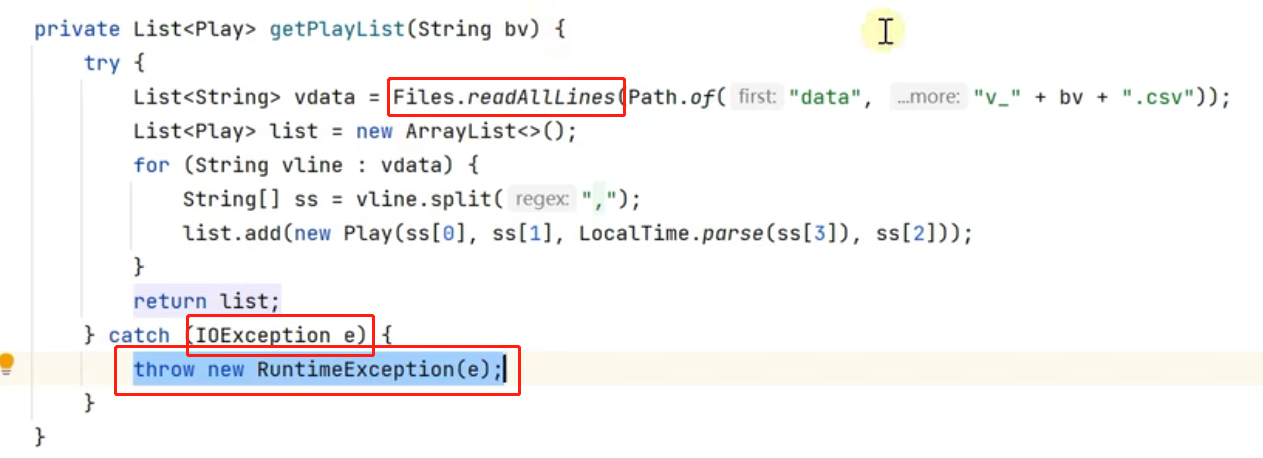 private List<Play> getPlayList(String bv) {
try {
List<String> vdata = Files.readAllLines(Path.of( first: "data", ...more: "v_" + bv + ".csv"));
List<Play> list = new ArrayList<>();
for (String vline : vdata) {
String[] ss = vline.split( regex: ",");
list.add(new Play(ss[0], ss[1], LocalTime.parse(ss[3]), ss[2]));
}
return list;
} catch (IOException e) {
throw new RuntimeException(e);
}
}